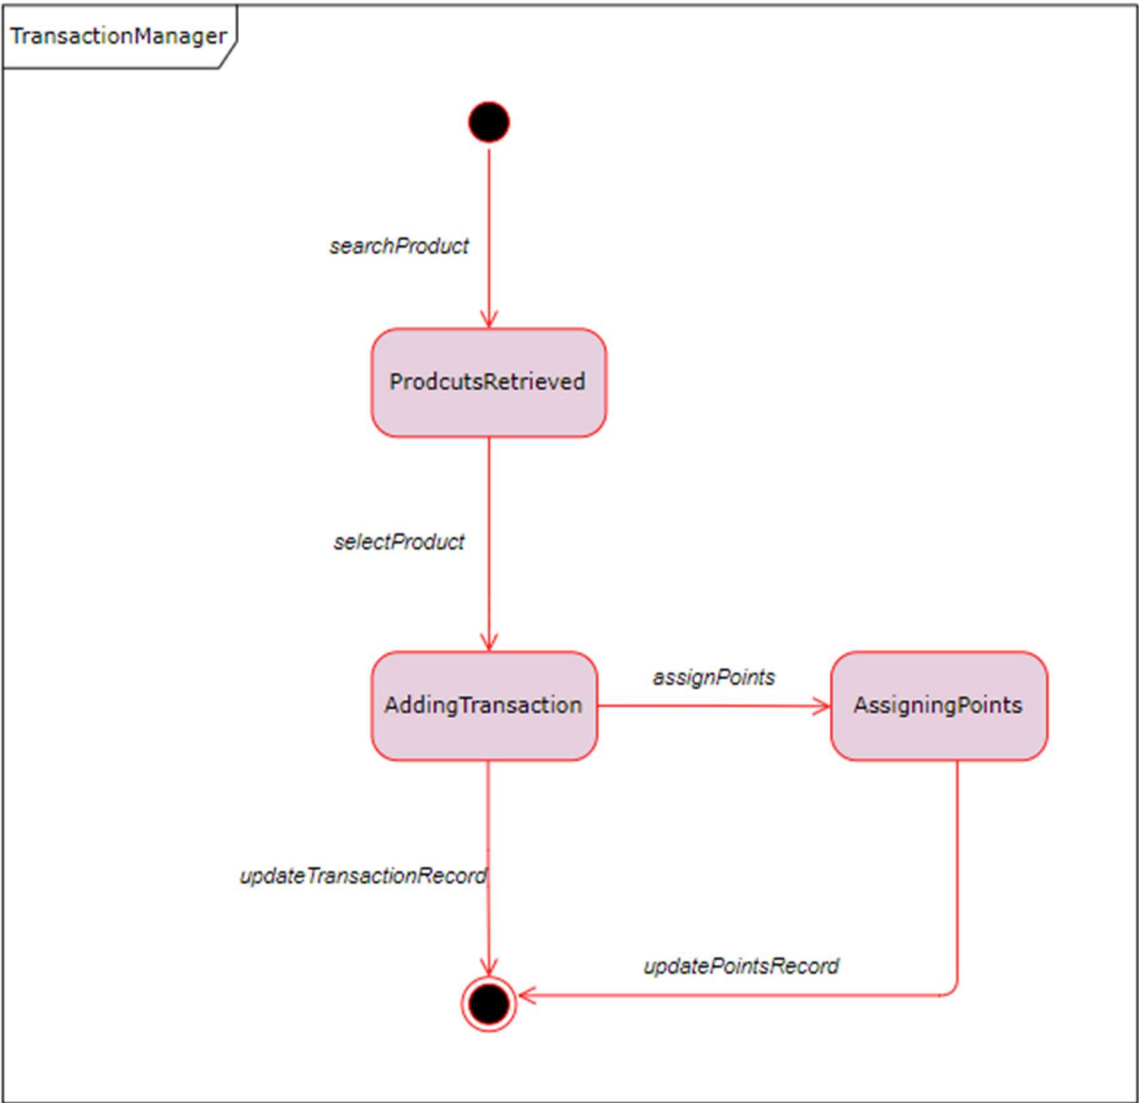 TransactionManager
searchProduct
ProdcutsRetrieved
selectProduct
AddingTransaction
assignPoints
AssigningPoints
updateTransactionRecord
updatePointsRecord